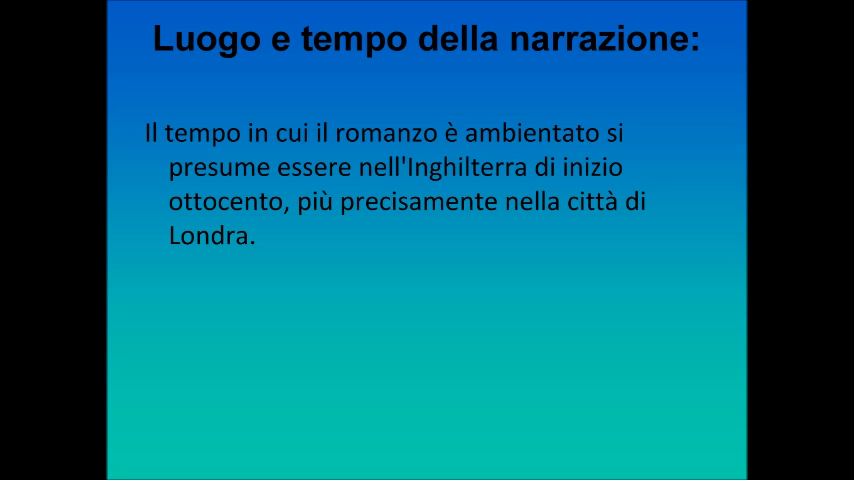 Luogo e tempo della narrazione:
Il tempo in cui il romanzo è ambientato si
presume essere nell'Inghilterra di inizio
ottocento, più precisamente nella città di
Londra.